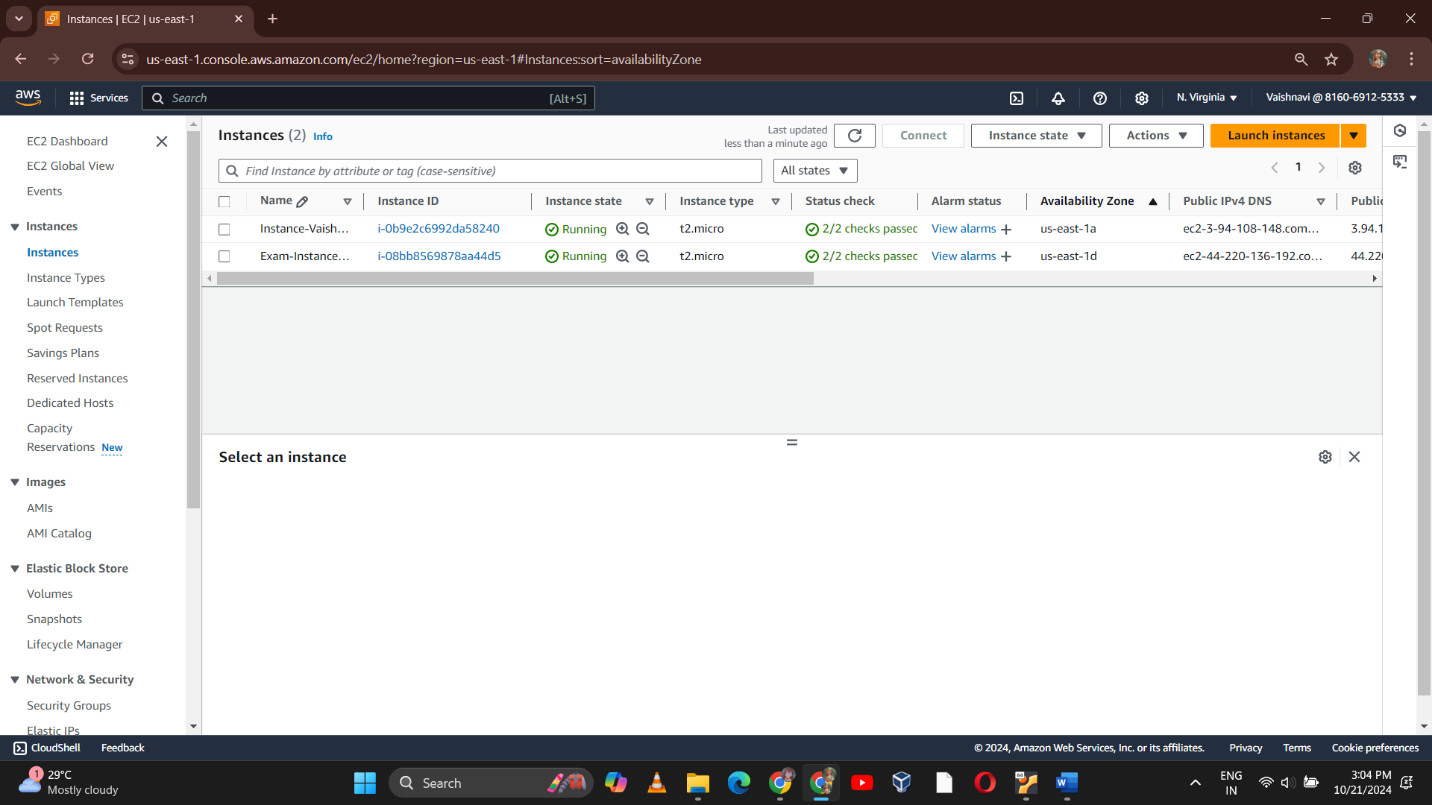 Instances | EC2 | us-east-1
us-east-1.console.aws.amazon.com/ec2/home?region=us-east-1#Instances:sort=availabilityZone
aws Services Search [Alt+S] N. Virginia Vaishnavi @ 8160-6912-5333
EC2 Dashboard
EC2 Global View
Events
Instances
Instances
Instance Types
Launch Templates
Spot Requests
Savings Plans
Reserved Instances
Dedicated Hosts
Capacity
Reservations New
Images
AMIs
AMI Catalog
Elastic Block Store
Volumes
Snapshots
Lifecycle Manager
Network & Security
Security Groups
Elastic IPs
Instances (2) Info
Last updated
less than a minute ago
Connect Instance state Actions Launch instances
Find Instance by attribute or tag (case-sensitive) All states 1
Name Instance ID Instance state Instance type Status check Alarm status Availability Zone Public IPv4 DNS Public
Instance-Vaish... i-0b9e2c6992da58240 Running t2.micro 2/2 checks passed View alarms + us-east-1a ec2-3-94-108-148.com... 3.94.1
Exam-Instance... i-08bb8569878aa44d5 Running t2.micro 2/2 checks passed View alarms + us-east-1d ec2-44-220-136-192.co... 44.220
Select an instance
CloudShell Feedback © 2024, Amazon Web Services, Inc. or its affiliates. Privacy Terms Cookie preferences
1
29°C
Mostly cloudy
Search
ENG
IN
3:04 PM
10/21/2024